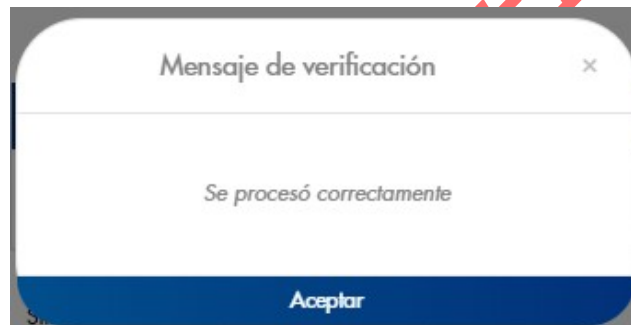 Mensaje de verificación ×
Se procesó correctamente
Aceptar